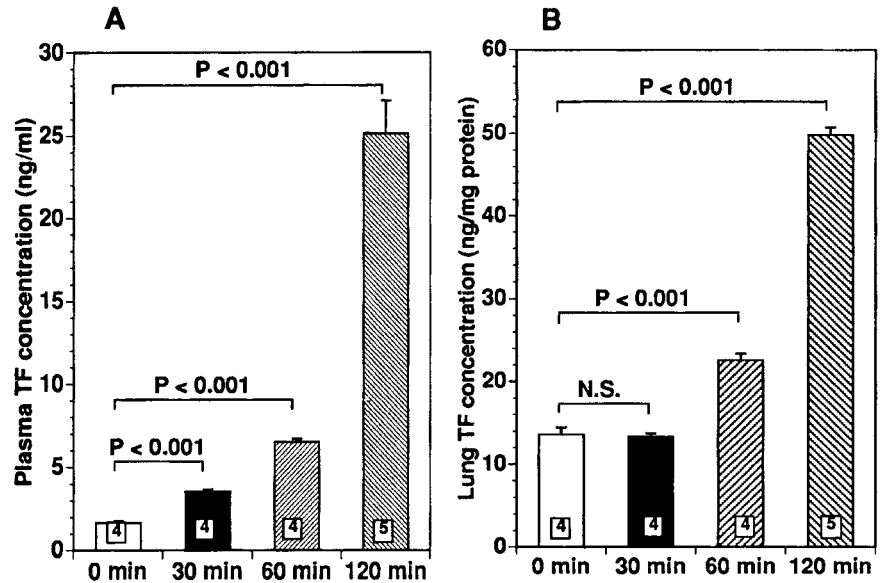 A
Plasma TF concentration (ng/ml)
30
25
20
15
10
5
0
P < 0.001
P < 0.001
P < 0.001
4
4
4
5
0 min
30 min
60 min
120 min
B
Lung TF concentration (ng/mg protein)
60
50
40
30
20
10
0
P < 0.001
P < 0.001
N.S.
4
4
4
5
0 min
30 min
60 min
120 min